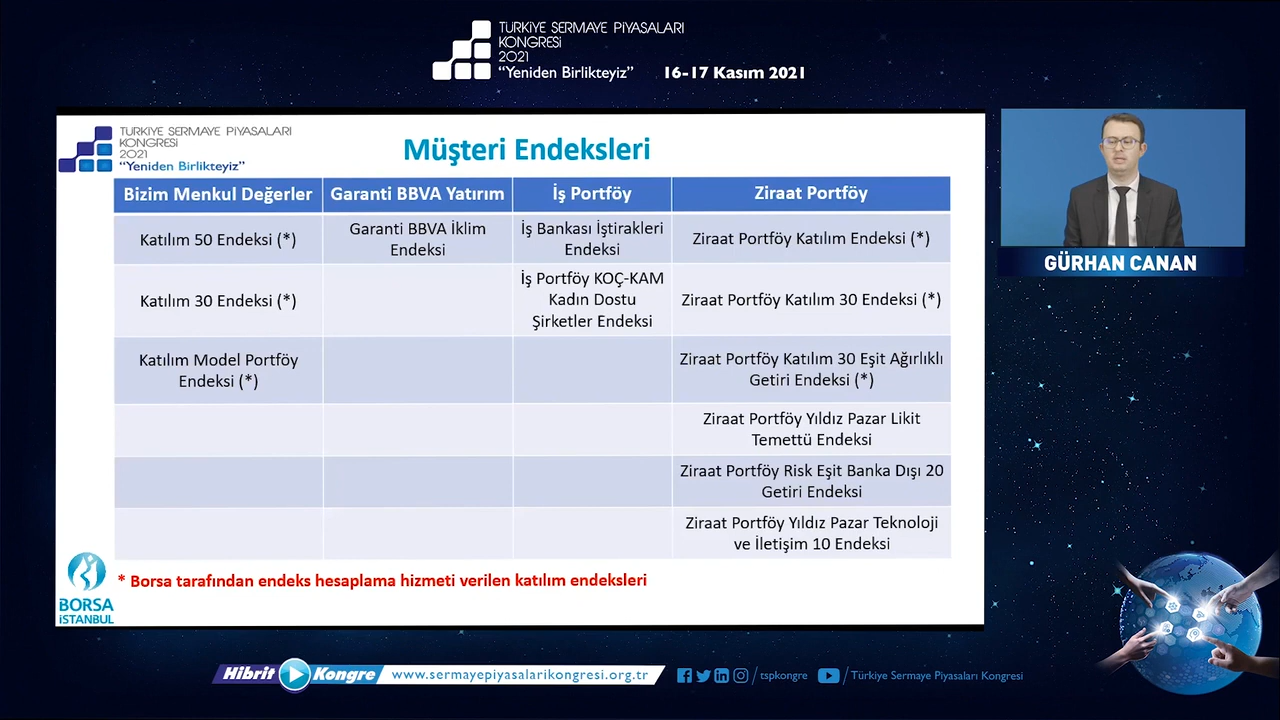 TÜRKİYE SERMAYE PİYASALARI
KONGRESİ
2021
“Yeniden Birlikteyiz”
16-17 Kasım 2021
TÜRKİYE SERMAYE PİYASALARI
KONGRESİ
2021
“Yeniden Birlikteyiz”
Müşteri Endeksleri
Bizim Menkul Değerler
Garanti BBVA Yatırım
İş Portföy
Ziraat Portföy
Katılım 50 Endeksi (*)
Garanti BBVA İklim
Endeksi
İş Bankası İştirakleri
Endeksi
Ziraat Portföy Katılım Endeksi (*)
Katılım 30 Endeksi (*)
İş Portföy KOÇ-KAM
Kadın Dostu
Şirketler Endeksi
Ziraat Portföy Katılım 30 Endeksi (*)
Katılım Model Portföy
Endeksi (*)
Ziraat Portföy Katılım 30 Eşit Ağırlıklı
Getiri Endeksi (*)
Ziraat Portföy Yıldız Pazar Likit
Temettü Endeksi
Ziraat Portföy Risk Eşit Banka Dışı 20
Getiri Endeksi
Ziraat Portföy Yıldız Pazar Teknoloji
ve İletişim 10 Endeksi
* Borsa tarafından endeks hesaplama hizmeti verilen katılım endeksleri
BORSA
İSTANBUL
GÜRHAN CANAN
Hibrit Kongre
www.sermayepiyasalarikongresi.org.tr
/tspkongre
/Türkiye Sermaye Piyasaları Kongresi